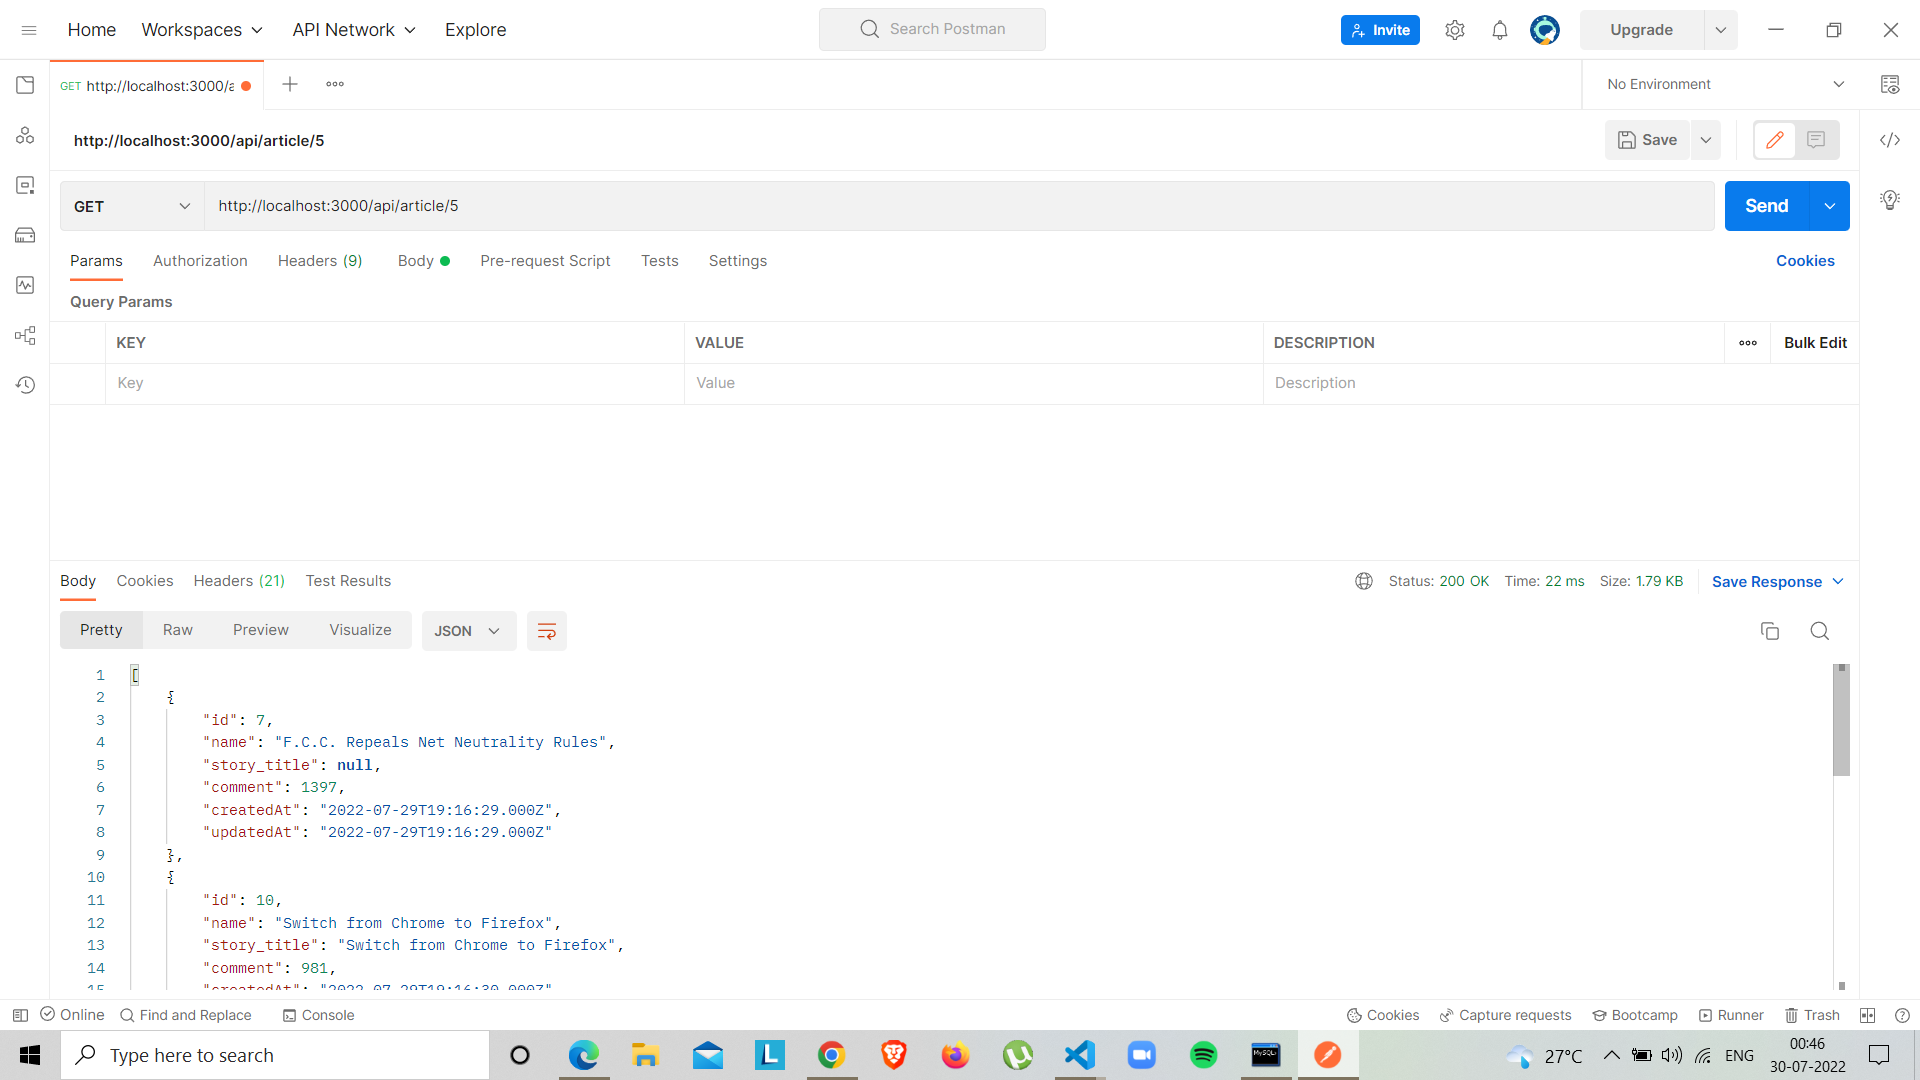 Home Workspaces API Network Explore Search Postman Invite Upgrade
GET http://localhost:3000/a No Environment
http://localhost:3000/api/article/5 Save
GET http://localhost:3000/api/article/5 Send
Params Authorization Headers (9) Body Pre-request Script Tests Settings Cookies
Query Params
KEY VALUE DESCRIPTION Bulk Edit
Key Value Description
Body Cookies Headers (21) Test Results Status: 200 OK Time: 22 ms Size: 1.79 KB Save Response
Pretty Raw Preview Visualize JSON
1 [
2 {
3 "id": 7,
4 "name": "F.C.C. Repeals Net Neutrality Rules",
5 "story_title": null,
6 "comment": 1397,
7 "createdAt": "2022-07-29T19:16:29.000Z",
8 "updatedAt": "2022-07-29T19:16:29.000Z"
9 },
10 {
11 "id": 10,
12 "name": "Switch from Chrome to Firefox",
13 "story_title": "Switch from Chrome to Firefox",
14 "comment": 981,
15 "createdAt": "2022-07-29T19:16:30.000Z"
Online Find and Replace Console Cookies Capture requests Bootcamp Runner Trash
Type here to search L MySQL 27°C ENG 00:46
30-07-2022